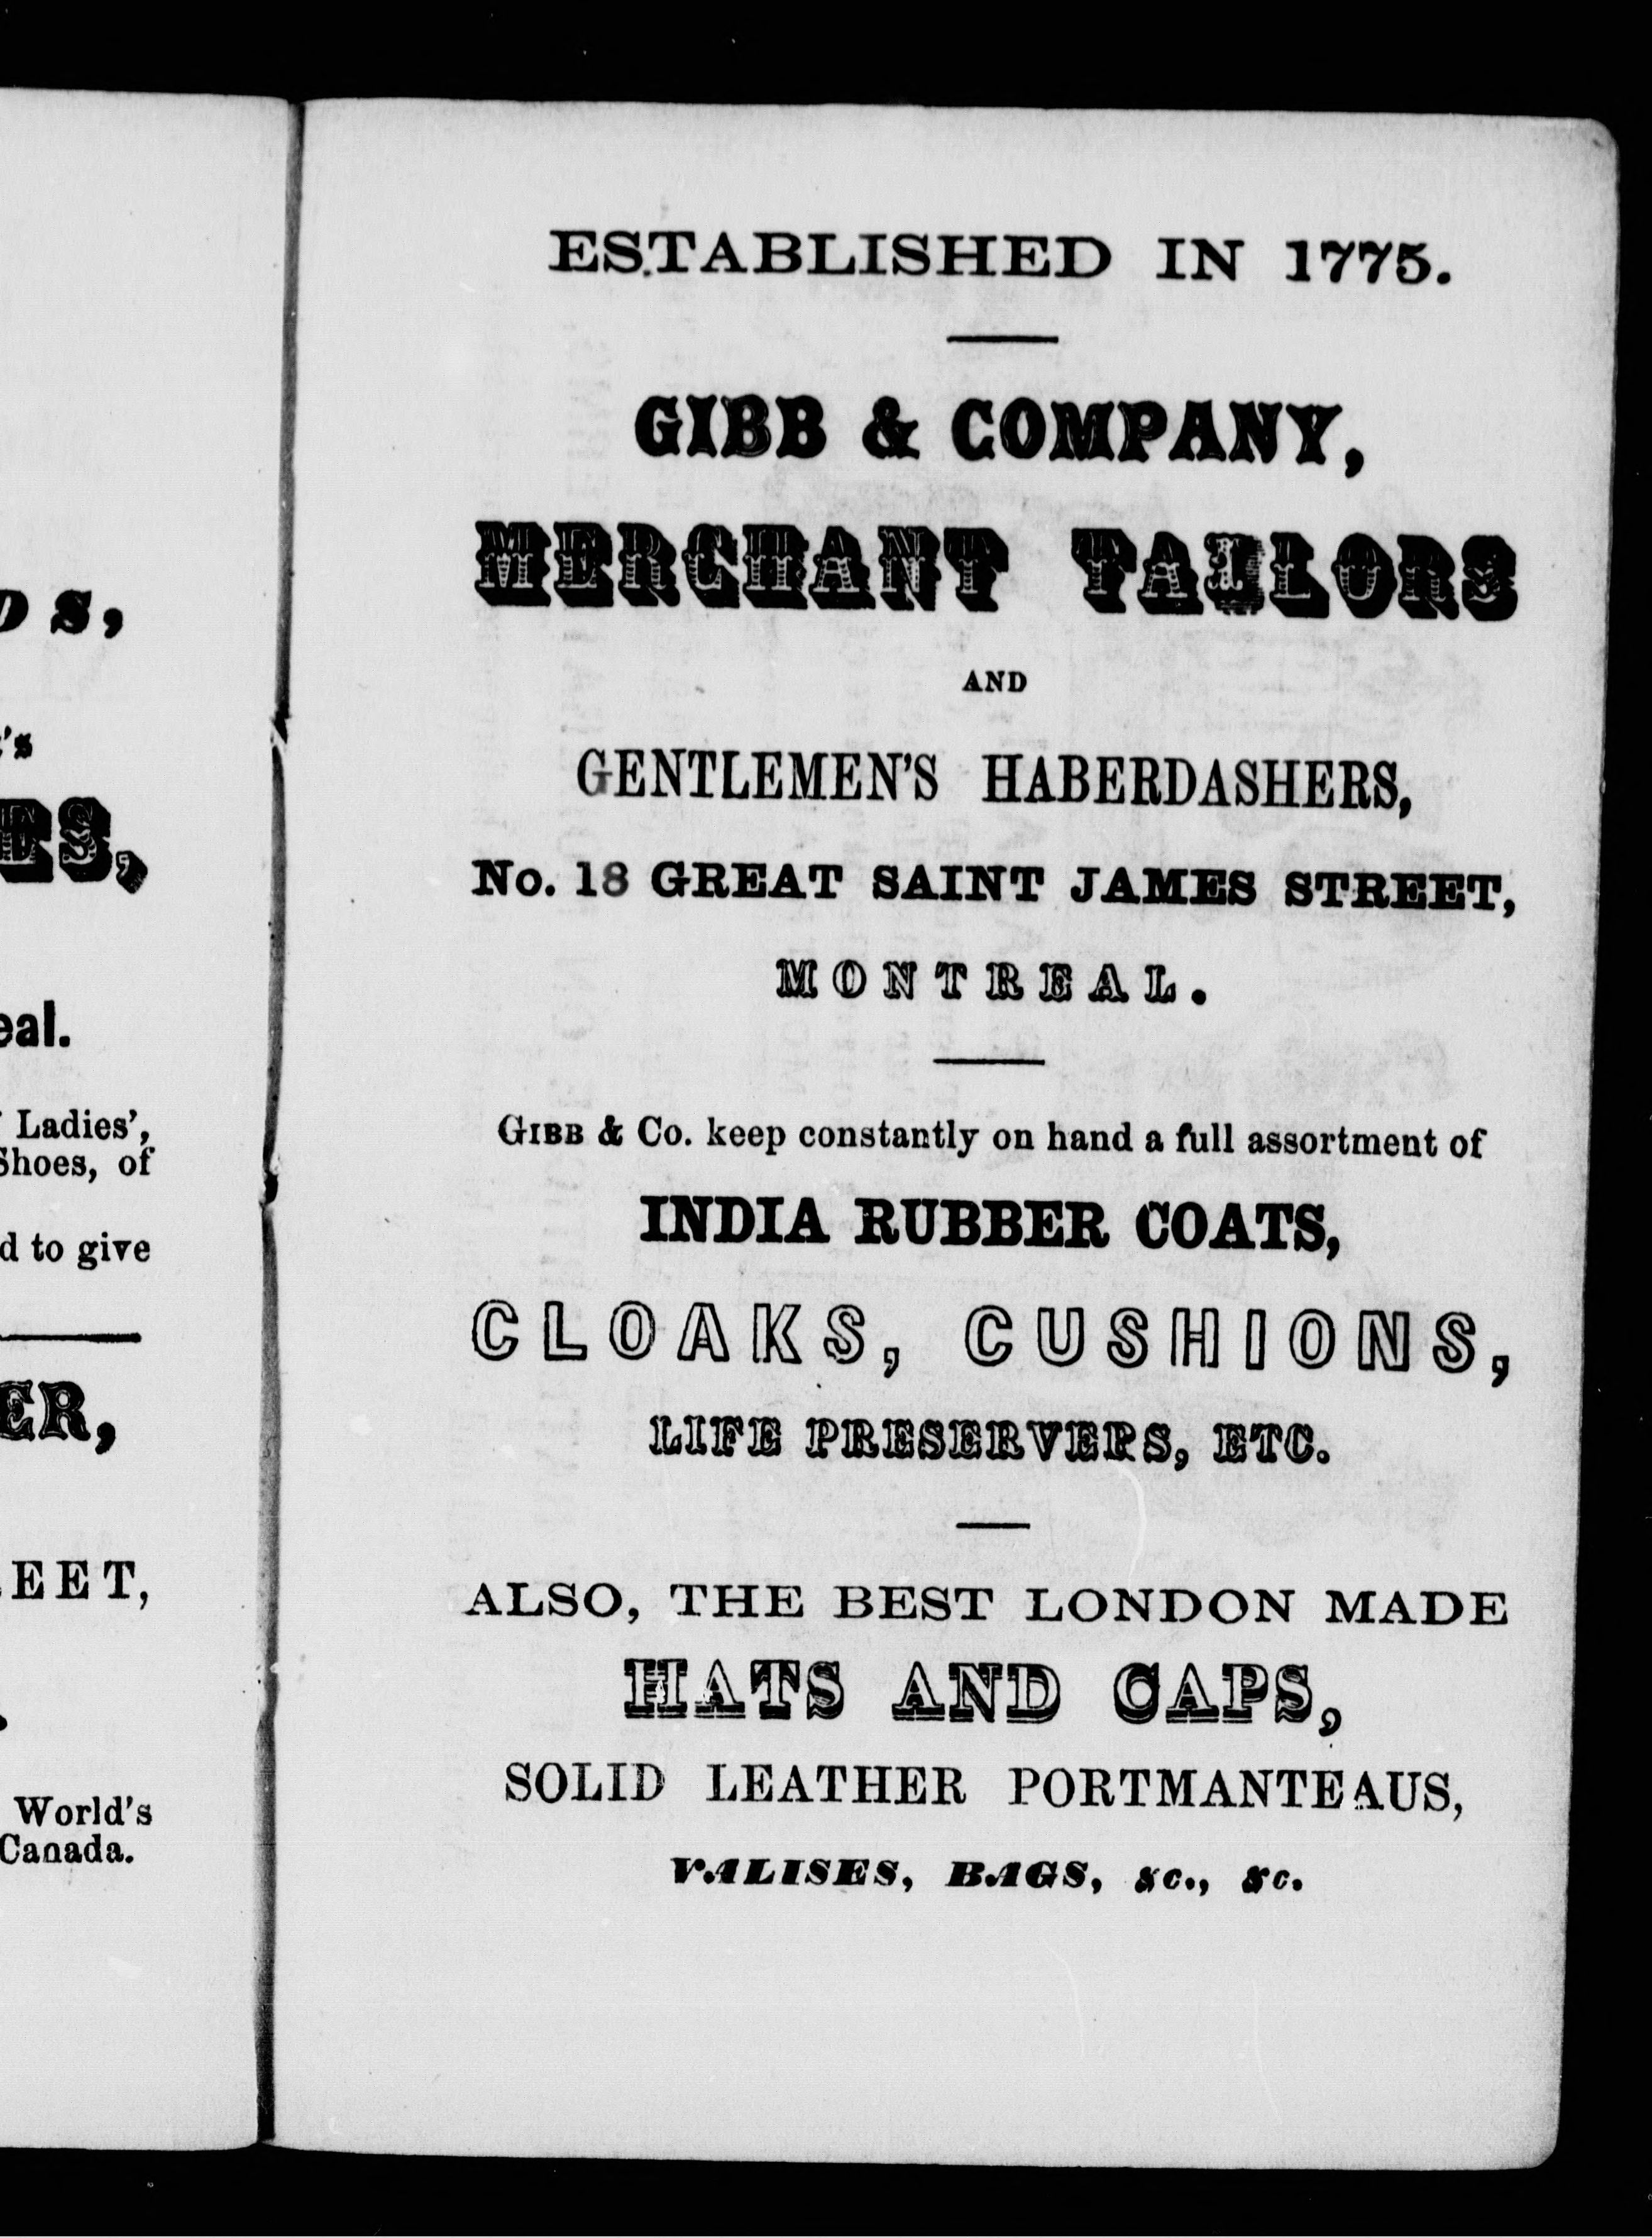 s,
's
ES,
eal.
Ladies',
Shoes, of
d to give
ER,
EET,
World's
Canada.
ESTABLISHED IN 1775.
GIBB & COMPANY,
MERCHANT TAILORS
AND
GENTLEMEN'S HABERDASHERS,
No. 18 GREAT SAINT JAMES STREET,
MONTREAL.
GIBB & Co. keep constantly on hand a full assortment of
INDIA RUBBER COATS,
CLOAKS, CUSHIONS,
LIFE PRESERVERS, ETC.
ALSO, THE BEST LONDON MADE
HATS AND CAPS,
SOLID LEATHER PORTMANTEAUS,
VALISES, BAGS, &c., &c.